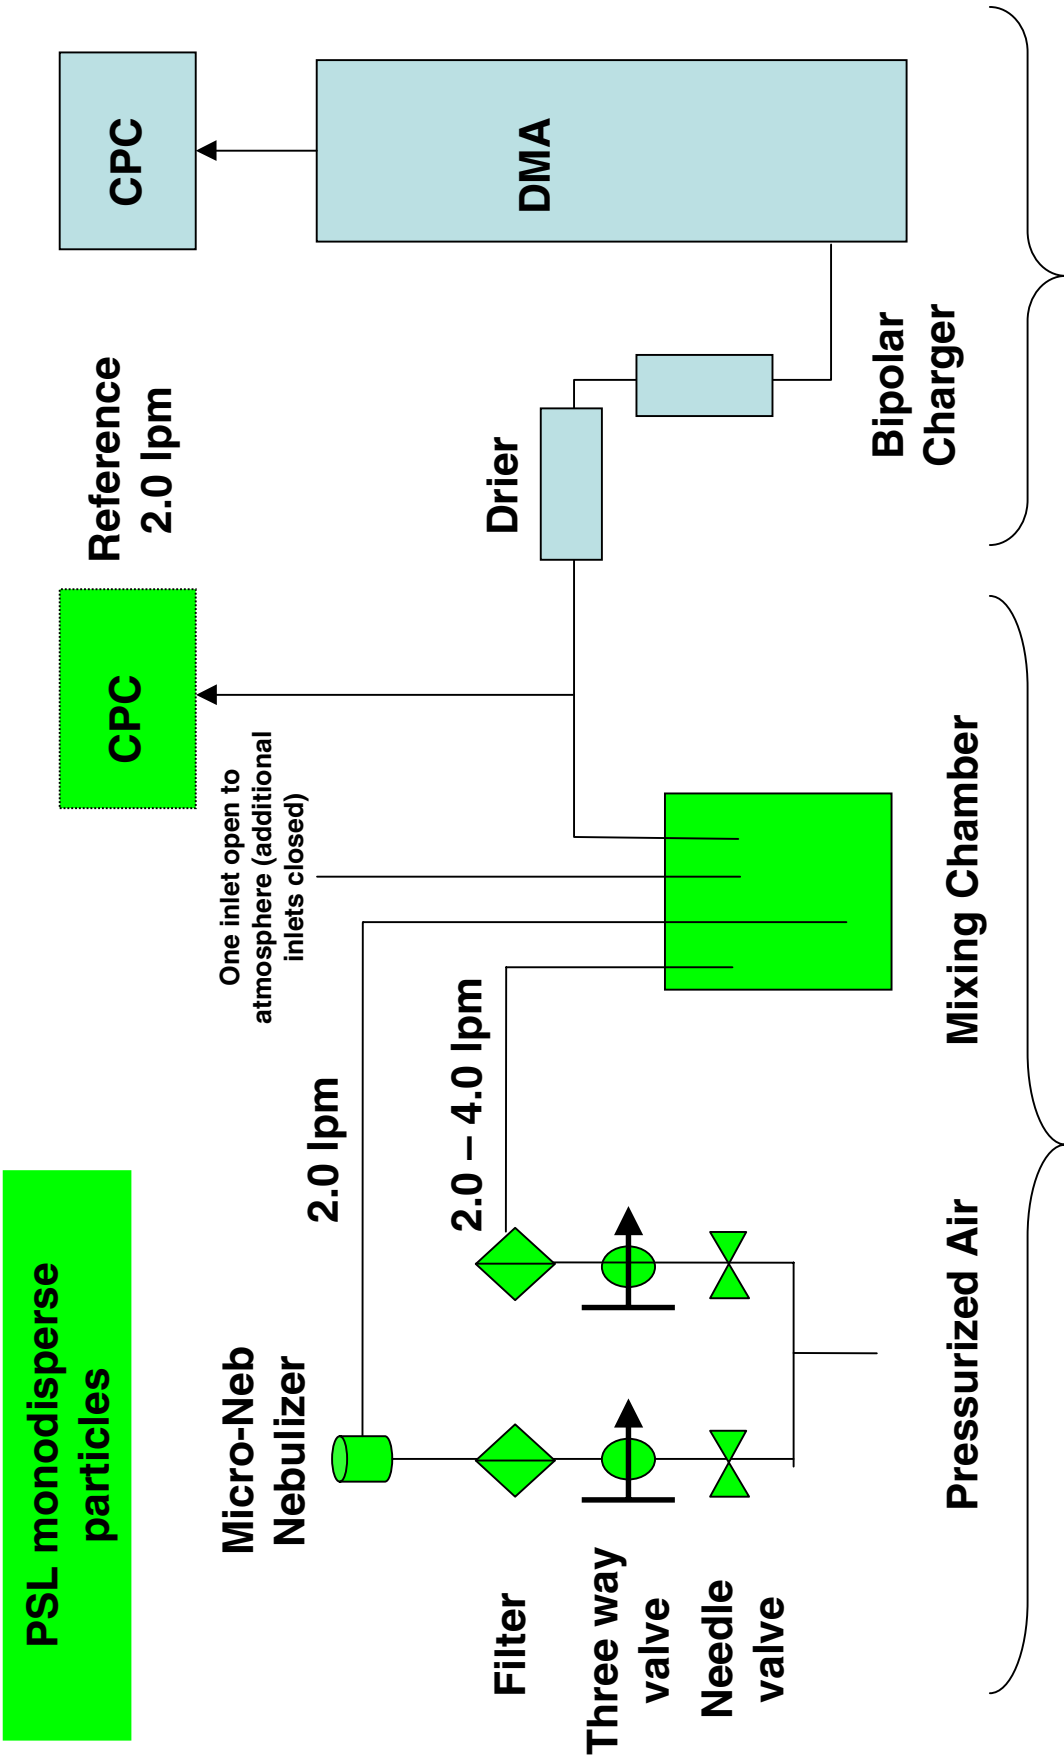 PSL monodisperse
particles
Micro-Neb
Nebulizer
2.0 lpm
One inlet open to
atmosphere (additional
inlets closed)
CPC
Reference
2.0 lpm
CPC
Filter
2.0 – 4.0 lpm
Drier
DMA
Three way
valve
Needle
valve
Bipolar
Charger
Pressurized Air
Mixing Chamber